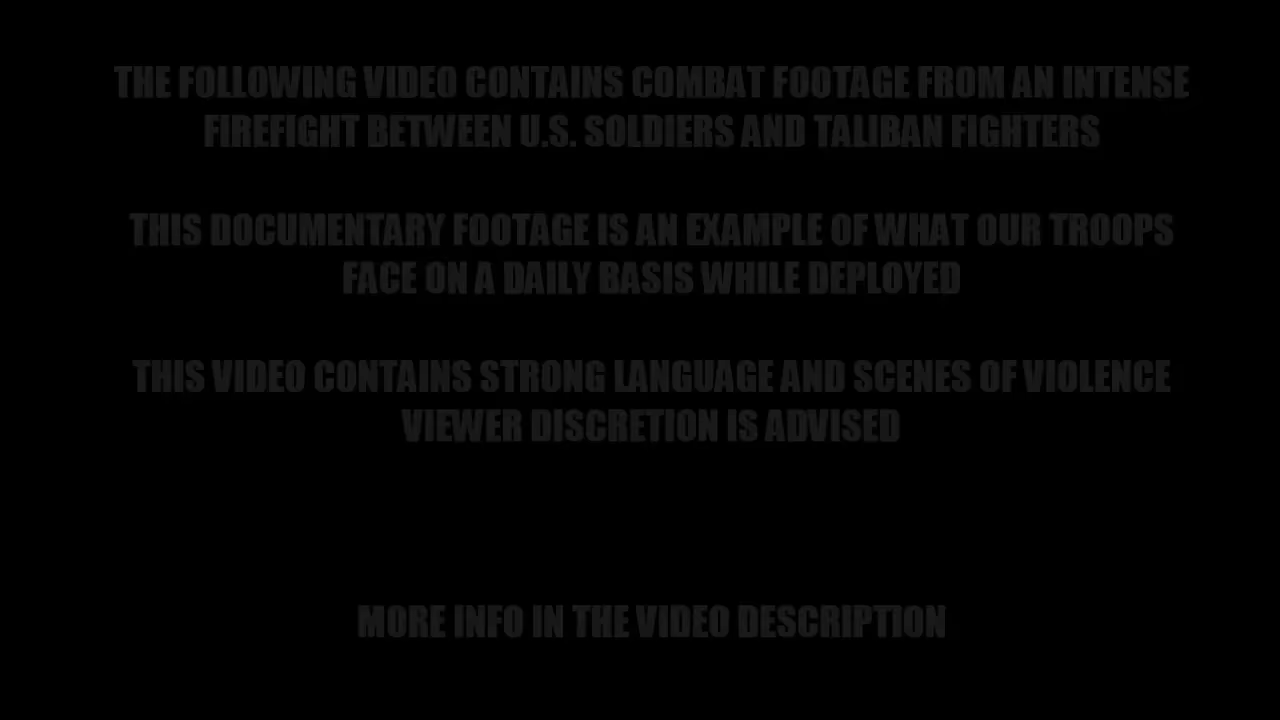 THE FOLLOWING VIDEO CONTAINS COMBAT FOOTAGE FROM AN INTENSE
FIREFIGHT BETWEEN U.S. SOLDIERS AND TALIBAN FIGHTERS
THIS DOCUMENTARY FOOTAGE IS AN EXAMPLE OF WHAT OUR TROOPS
FACE ON A DAILY BASIS WHILE DEPLOYED
THIS VIDEO CONTAINS STRONG LANGUAGE AND SCENES OF VIOLENCE
VIEWER DISCRETION IS ADVISED
MORE INFO IN THE VIDEO DESCRIPTION